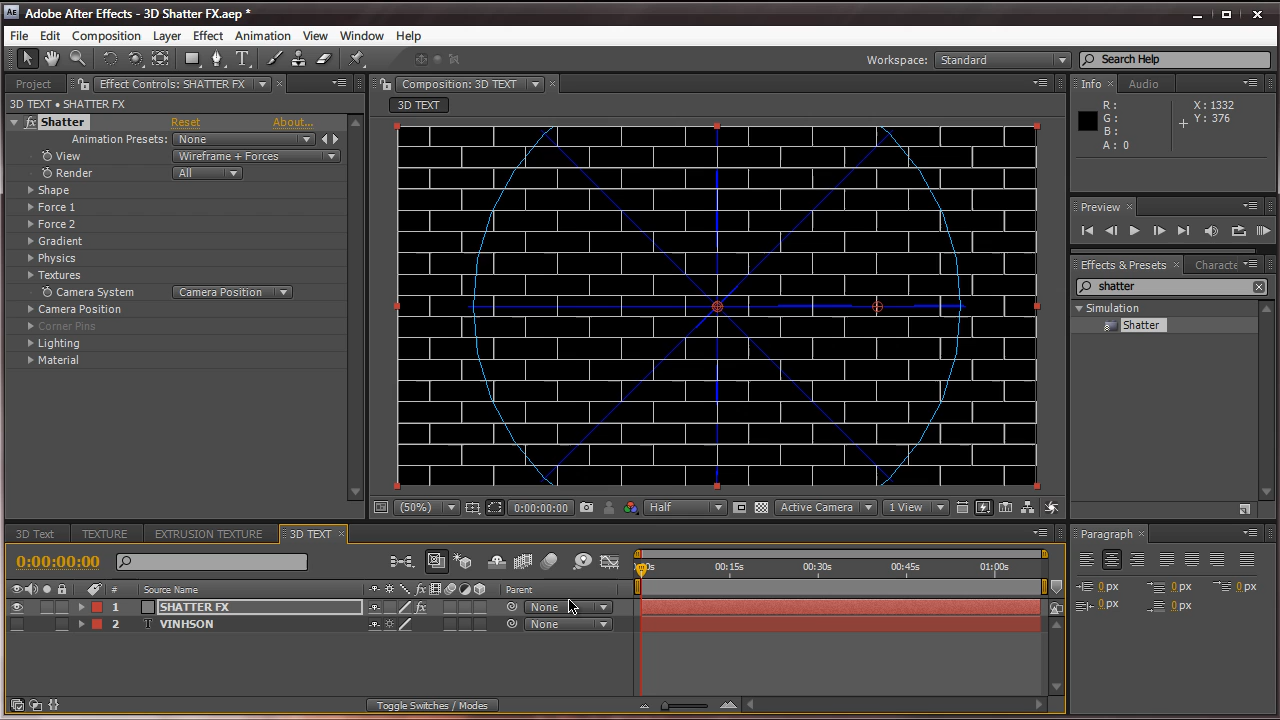 Ae Adobe After Effects - 3D Shatter FX.aep *
File Edit Composition Layer Effect Animation View Window Help
Workspace: Standard Search Help
Project Effect Controls: SHATTER FX Composition: 3D TEXT Info Audio
3D TEXT • SHATTER FX
3D TEXT
fx Shatter Reset About...
Animation Presets: None
View Wireframe + Forces
Render All
Shape
Force 1
Force 2
Gradient
Physics
Textures
Camera System Camera Position
Camera Position
Corner Pins
Lighting
Material
R :
G :
B :
A : 0
X : 1332
Y : 376
Preview
Effects & Presets Characte
shatter
Simulation
Shatter
(50%) 0:00:00:00 Half Active Camera 1 View
3D Text TEXTURE EXTRUSION TEXTURE 3D TEXT
0:00:00:00
:00s 00:15s 00:30s 00:45s 01:00s
# Source Name fx Parent
1 SHATTER FX fx None
2 T VINHSON None
Toggle Switches / Modes
Paragraph
0 px 0 px 0 px
0 px 0 px